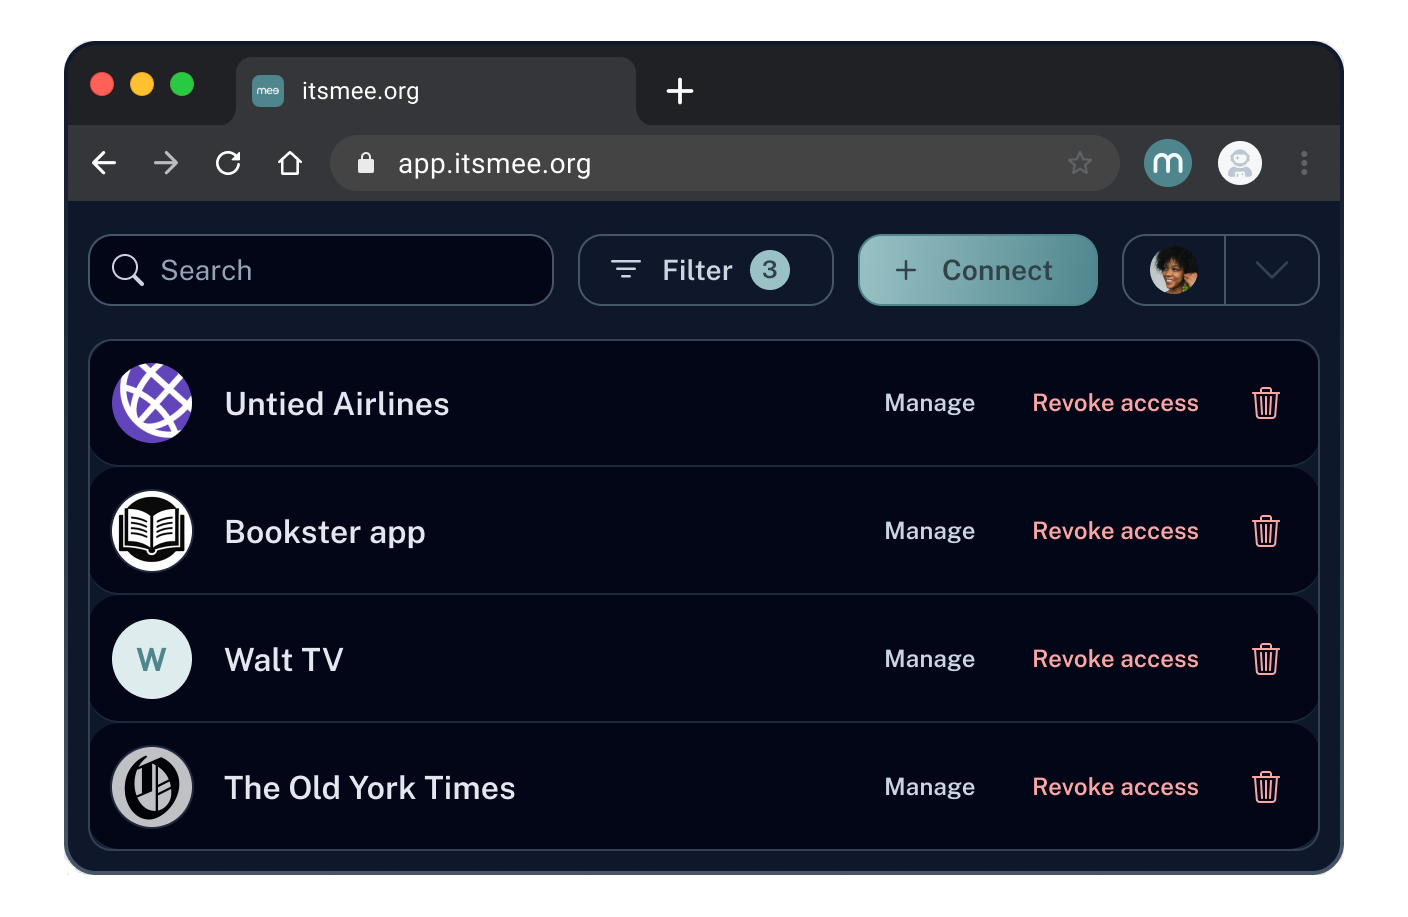 mee
itsmee.org
app.itsmee.org
m
Search
Filter 3
+ Connect
Untied Airlines Manage Revoke access
Bookster app Manage Revoke access
W Walt TV Manage Revoke access
O The Old York Times Manage Revoke access